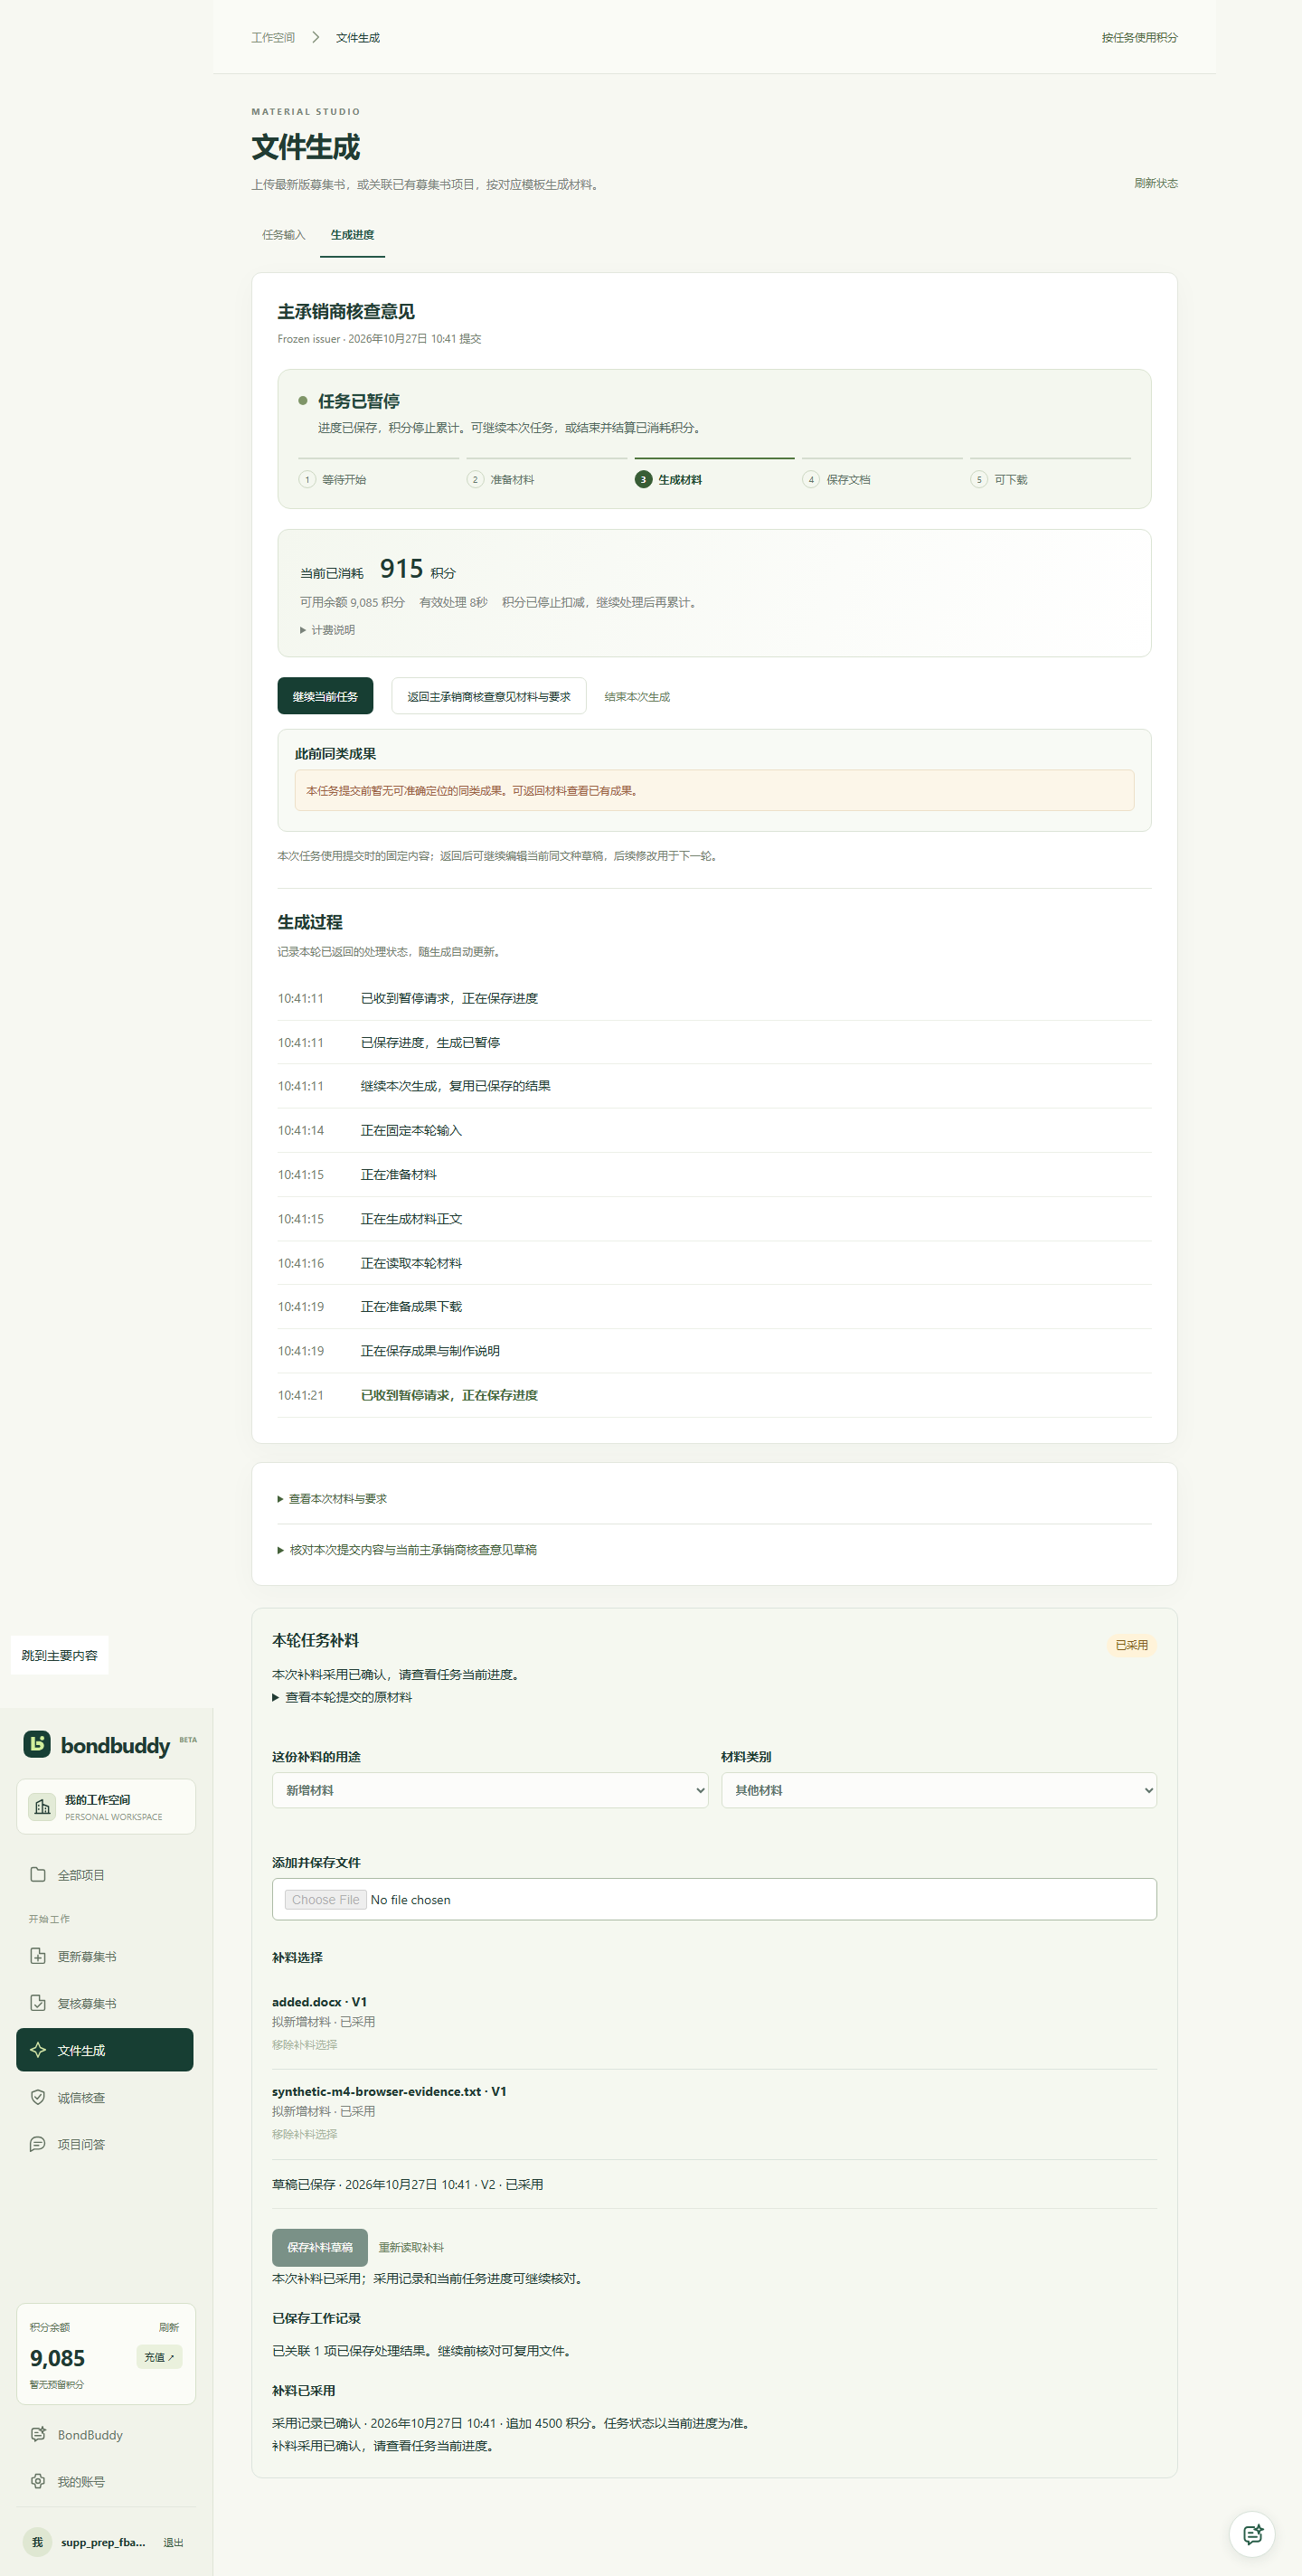 工作空间 > 文件生成
按任务使用积分
MATERIAL STUDIO
文件生成
上传最新版募集书，或关联已有募集书项目，按对应模板生成材料。
刷新状态
任务输入 生成进度
主承销商核查意见
Frozen issuer · 2026年10月27日 10:41 提交
任务已暂停
进度已保存，积分停止累计。可继续本次任务，或结束并结算已消耗积分。
1 等待开始 2 准备材料 3 生成材料 4 保存文档 5 可下载
当前已消耗 915 积分
可用余额 9,085 积分 有效处理 8秒 积分已停止扣减，继续处理后再累计。
计费说明
继续当前任务 返回主承销商核查意见材料与要求 结束本次生成
此前同类成果
本任务提交前暂无可准确定位的同类成果。可返回材料查看已有成果。
本次任务使用提交时的固定内容；返回后可继续编辑当前同文种草稿，后续修改用于下一轮。
生成过程
记录本轮已返回的处理状态，随生成自动更新。
10:41:11 已收到暂停请求，正在保存进度
10:41:11 已保存进度，生成已暂停
10:41:11 继续本次生成，复用已保存的结果
10:41:14 正在固定本轮输入
10:41:15 正在准备材料
10:41:15 正在生成材料正文
10:41:16 正在读取本轮材料
10:41:19 正在准备成果下载
10:41:19 正在保存成果与制作说明
10:41:21 已收到暂停请求，正在保存进度
查看本次材料与要求
核对本次提交内容与当前主承销商核查意见草稿
本轮任务补料
已采用
本次补料采用已确认，请查看任务当前进度。
查看本轮提交的原材料
这份补料的用途 材料类别
新增材料 其他材料
添加并保存文件
Choose File No file chosen
补料选择
added.docx · V1
拟新增材料 · 已采用
移除补料选择
synthetic-m4-browser-evidence.txt · V1
拟新增材料 · 已采用
移除补料选择
草稿已保存 · 2026年10月27日 10:41 · V2 · 已采用
保存补料草稿 重新读取补料
本次补料已采用；采用记录和当前任务进度可继续核对。
已保存工作记录
已关联 1 项已保存处理结果。继续前核对可复用文件。
补料已采用
采用记录已确认 · 2026年10月27日 10:41 · 追加 4500 积分。任务状态以当前进度为准。
补料采用已确认，请查看任务当前进度。
跳到主要内容
bondbuddy BETA
我的工作空间
PERSONAL WORKSPACE
全部项目
开始工作
更新募集书
复核募集书
文件生成
诚信核查
项目问答
积分余额 刷新
9,085 充值↗
暂无预留积分
BondBuddy
我的账号
我 supp_prep_fba... 退出